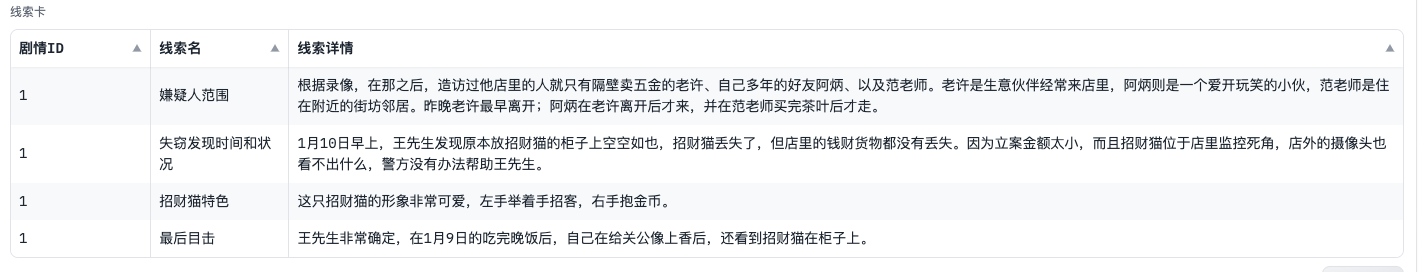 线索卡
剧情ID 线索名 线索详情
1 嫌疑人范围 根据录像，在那之后，造访过他店里的人就只有隔壁卖五金的老许、自己多年的好友阿炳、以及范老师。老许是生意伙伴经常来店里，阿炳则是一个爱开玩笑的小伙，范老师是住
在附近的街坊邻居。昨晚老许最早离开；阿炳在老许离开后才来，并在范老师买完茶叶后才走。
1 失窃发现时间和状况 1月10日早上，王先生发现原本放招财猫的柜子上空空如也，招财猫丢失了，但店里的钱财货物都没有丢失。因为立案金额太小，而且招财猫位于店里监控死角，店外的摄像头也
看不出什么，警方没有办法帮助王先生。
1 招财猫特色 这只招财猫的形象非常可爱，左手举着手招客，右手抱金币。
1 最后目击 王先生非常确定，在1月9日的吃完晚饭后，自己在给关公像上香后，还看到招财猫在柜子上。